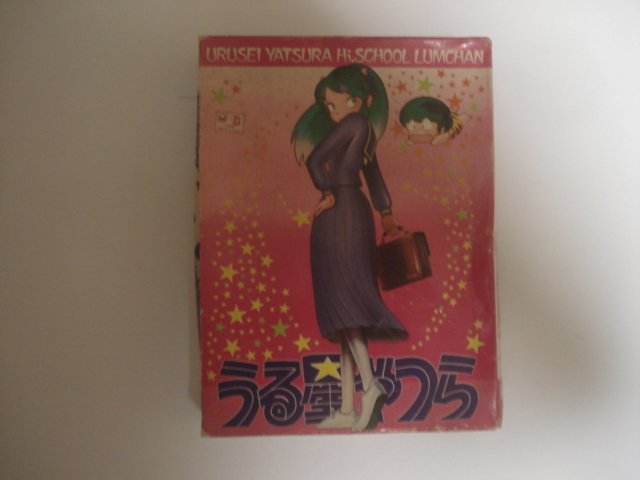 URUSEI YATSURA Hi.SCHOOL LUMCHAN
うる星やつら